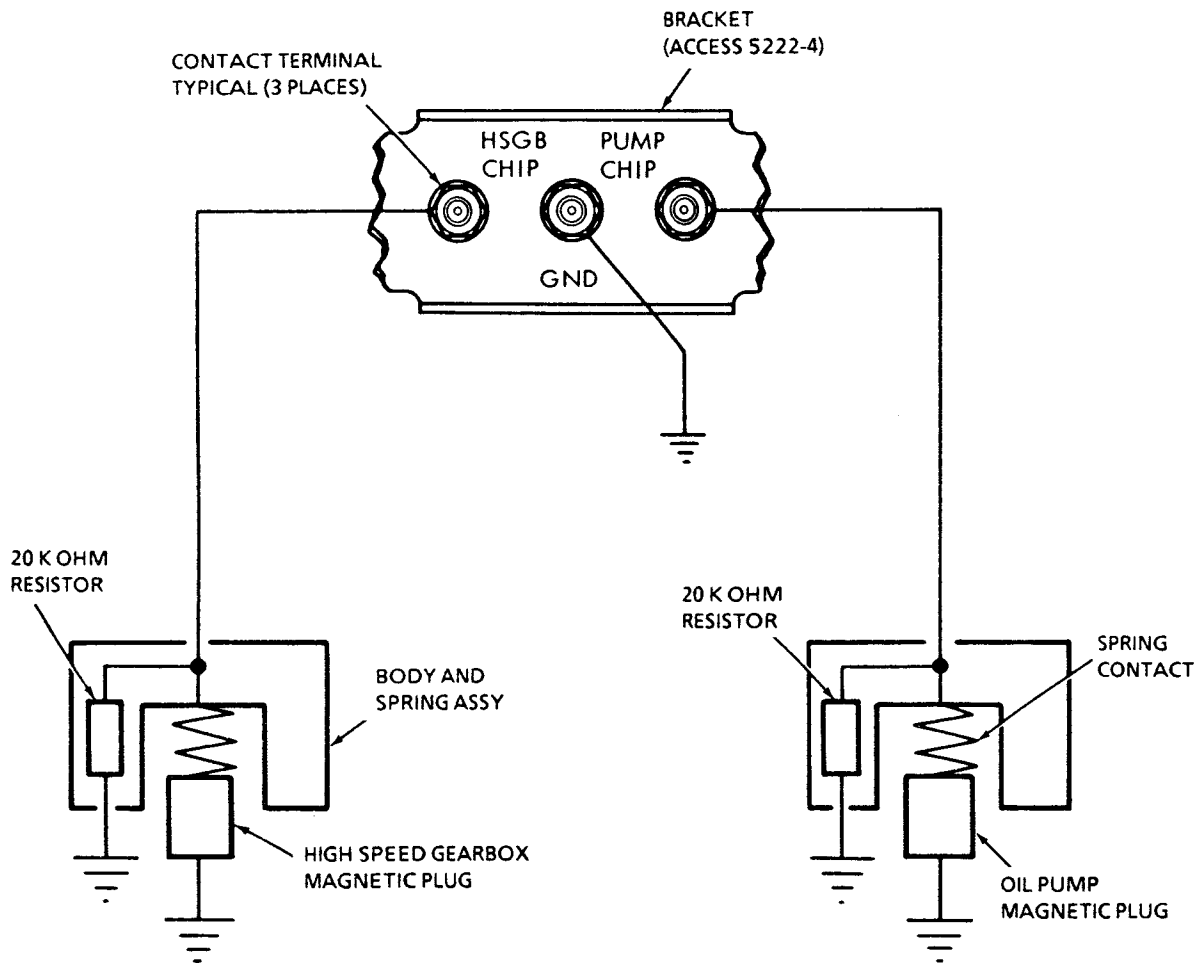 BRACKET
(ACCESS 5222-4)
CONTACT TERMINAL
TYPICAL (3 PLACES)
HSGB
CHIP
PUMP
CHIP
GND
20 K OHM
RESISTOR
BODY AND
SPRING ASSY
HIGH SPEED GEARBOX
MAGNETIC PLUG
20 K OHM
RESISTOR
SPRING
CONTACT
OIL PUMP
MAGNETIC PLUG